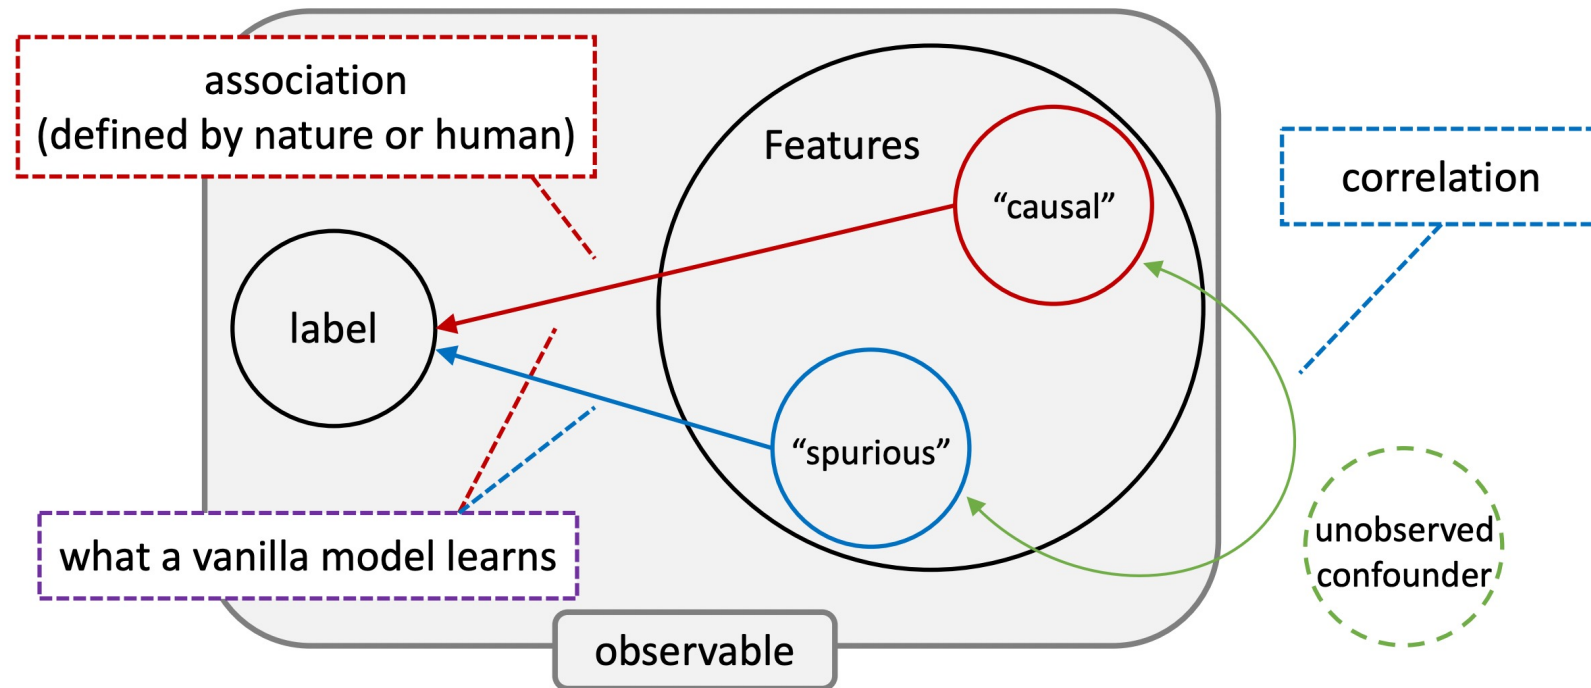 association
(defined by nature or human)
Features
“causal”
correlation
label
“spurious”
what a vanilla model learns
unobserved
confounder
observable